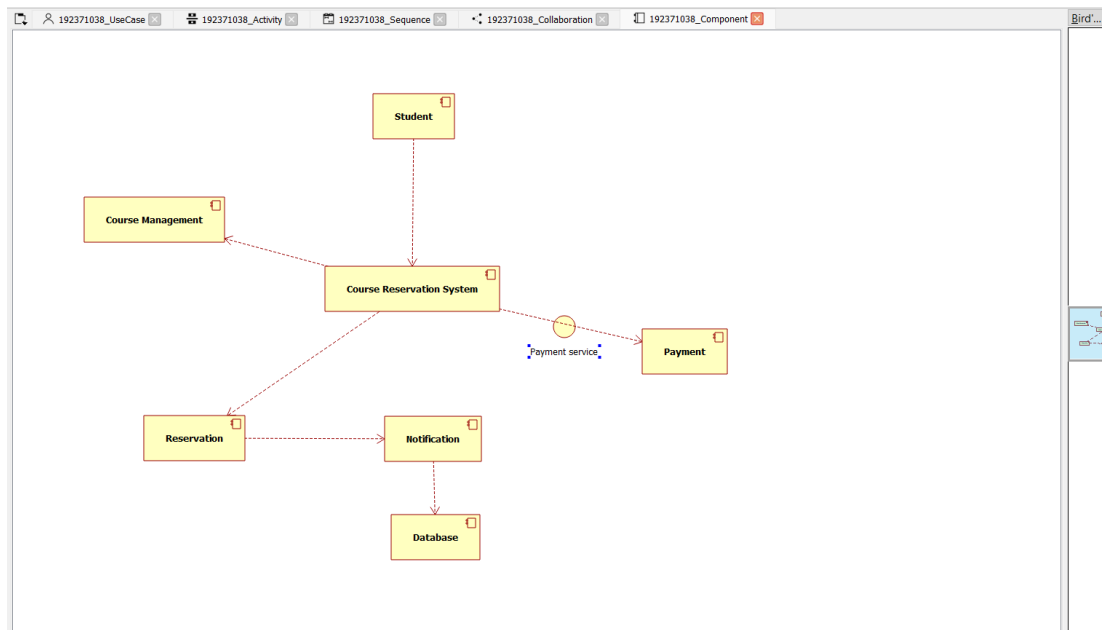 192371038_UseCase
192371038_Activity
192371038_Sequence
192371038_Collaboration
192371038_Component
Bird'...
Student
Course Management
Course Reservation System
Payment service
Payment
Reservation
Notification
Database